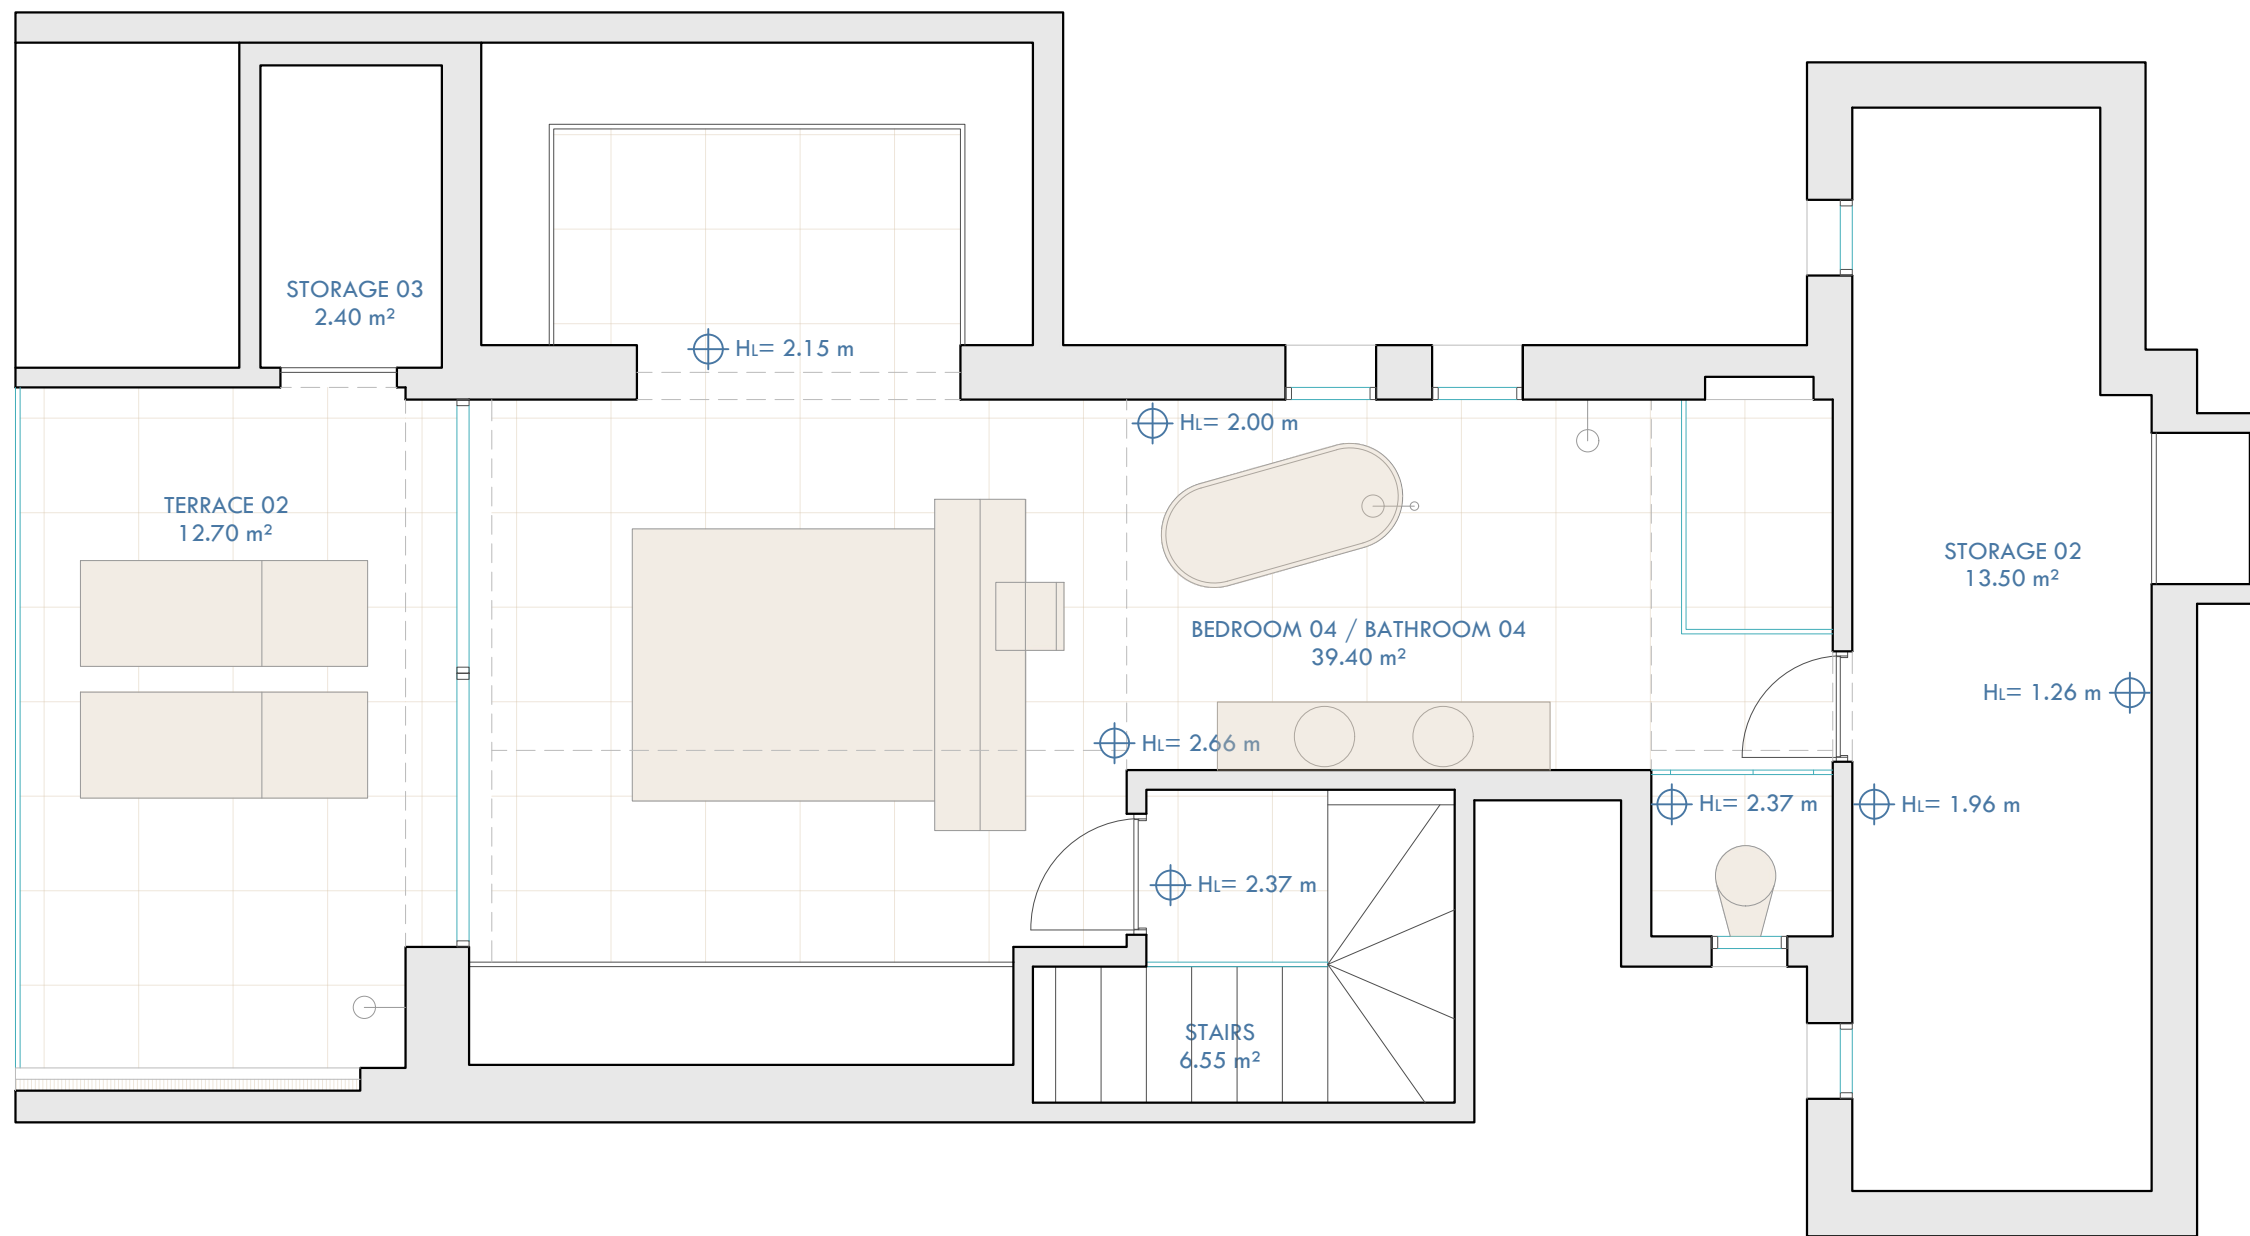 STORAGE 03
2.40 m²
HL= 2.15 m
HL= 2.00 m
TERRACE 02
12.70 m²
STORAGE 02
13.50 m²
BEDROOM 04 / BATHROOM 04
39.40 m²
HL= 1.26 m
HL= 2.66 m
HL= 2.37 m
HL= 1.96 m
HL= 2.37 m
STAIRS
6.55 m²